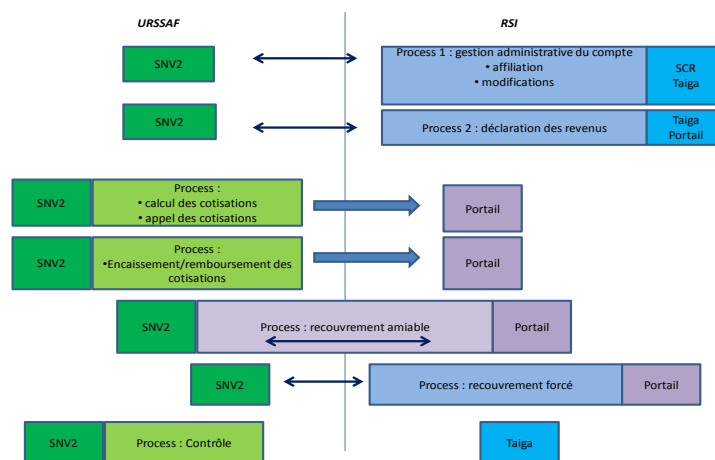 URSSAF
RSI
SNV2
Process 1 : gestion administrative du compte
• affiliation
• modifications
SCR
Taiga
SNV2
Process 2 : déclaration des revenus
Taiga
Portail
SNV2
Process :
• calcul des cotisations
• appel des cotisations
Portail
SNV2
Process :
•Encaissement/remboursement des
cotisations
Portail
SNV2
Process : recouvrement amiable
Portail
SNV2
Process : recouvrement forcé
Portail
SNV2
Process : Contrôle
Taiga